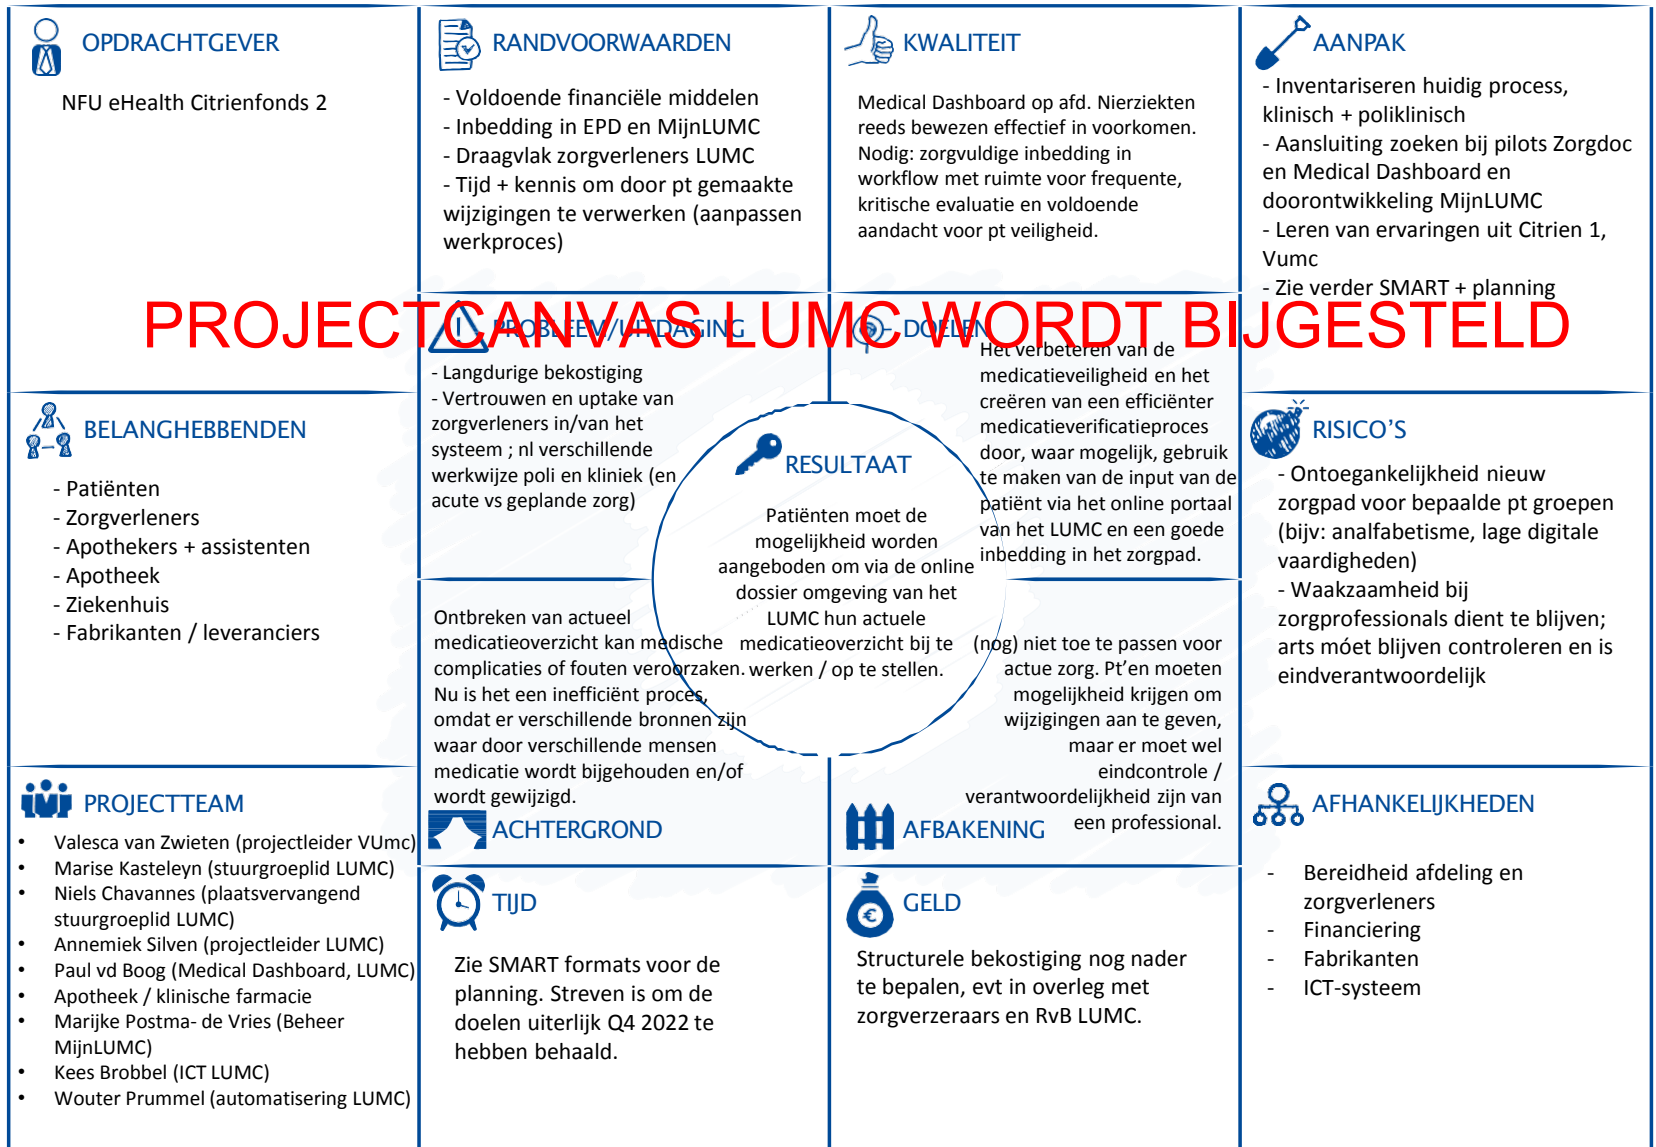 OPDRACHTGEVER
NFU eHealth Citrienfonds 2
RANDVOORWAARDEN
- Voldoende financiële middelen
- Inbedding in EPD en MijnLUMC
- Draagvlak zorgverleners LUMC
- Tijd + kennis om door pt gemaakte
wijzigingen te verwerken (aanpassen
werkproces)
KWALITEIT
Medical Dashboard op afd. Nierziekten
reeds bewezen effectief in voorkomen.
Nodig: zorgvuldige inbedding in
workflow met ruimte voor frequente,
kritische evaluatie en voldoende
aandacht voor pt veiligheid.
AANPAK
- Inventariseren huidig process,
klinisch + poliklinisch
- Aansluiting zoeken bij pilots Zorgdoc
en Medical Dashboard en
doorontwikkeling MijnLUMC
- Leren van ervaringen uit Citrien 1,
Vumc
- Zie verder SMART + planning
PROJECTCANVAS LUMC WORDT BIJGESTELD
PROBLEEM/UITDAGING
- Langdurige bekostiging
- Vertrouwen en uptake van
zorgverleners in/van het
systeem ; nl verschillende
werkwijze poli en kliniek (en
acute vs geplande zorg)
DOELEN
Het verbeteren van de
medicatieveiligheid en het
creëren van een efficiënter
medicatieverificatieproces
door, waar mogelijk, gebruik
te maken van de input van de
patiënt via het online portaal
van het LUMC en een goede
inbedding in het zorgpad.
BELANGHEBBENDEN
- Patiënten
- Zorgverleners
- Apothekers + assistenten
- Apotheek
- Ziekenhuis
- Fabrikanten / leveranciers
RESULTAAT
Patiënten moet de
mogelijkheid worden
aangeboden om via de online
dossier omgeving van het
LUMC hun actuele
medicatieoverzicht bij te
werken / op te stellen.
RISICO'S
- Ontoegankelijkheid nieuw
zorgpad voor bepaalde pt groepen
(bijv: analfabetisme, lage digitale
vaardigheden)
- Waakzaamheid bij
zorgprofessionals dient te blijven;
arts móet blijven controleren en is
eindverantwoordelijk
Ontbreken van actueel
medicatieoverzicht kan medische
complicaties of fouten veroorzaken.
Nu is het een inefficiënt proces,
omdat er verschillende bronnen zijn
waar door verschillende mensen
medicatie wordt bijgehouden en/of
wordt gewijzigd.
ACHTERGROND
(nog) niet toe te passen voor
actue zorg. Pt'en moeten
mogelijkheid krijgen om
wijzigingen aan te geven,
maar er moet wel
eindcontrole /
verantwoordelijkheid zijn van
een professional.
AFBAKENING
PROJECTTEAM
• Valesca van Zwieten (projectleider VUmc)
• Marise Kasteleyn (stuurgroeplid LUMC)
• Niels Chavannes (plaatsvervangend
stuurgroeplid LUMC)
• Annemiek Silven (projectleider LUMC)
• Paul vd Boog (Medical Dashboard, LUMC)
• Apotheek / klinische farmacie
• Marijke Postma- de Vries (Beheer
MijnLUMC)
• Kees Brobbel (ICT LUMC)
• Wouter Prummel (automatisering LUMC)
TIJD
Zie SMART formats voor de
planning. Streven is om de
doelen uiterlijk Q4 2022 te
hebben behaald.
GELD
Structurele bekostiging nog nader
te bepalen, evt in overleg met
zorgverzeraars en RvB LUMC.
AFHANKELIJKHEDEN
- Bereidheid afdeling en
zorgverleners
- Financiering
- Fabrikanten
- ICT-systeem